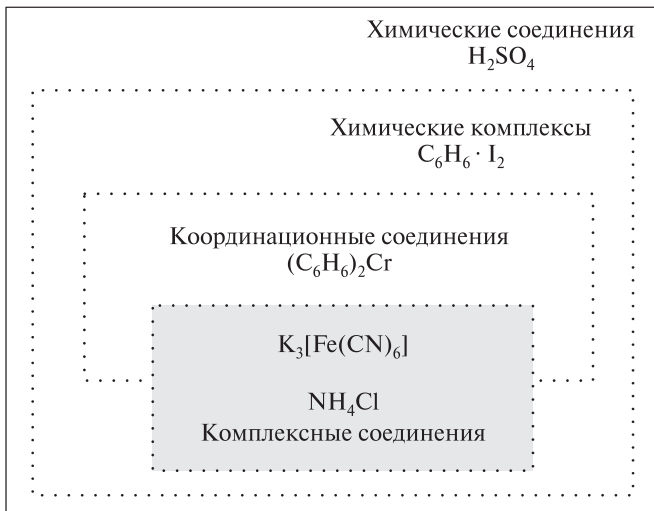 Химические соединения
H₂SO₄
Химические комплексы
C₆H₆ · I₂
Координационные соединения
(C₆H₆)₂Cr
K₃[Fe(CN)₆]
NH₄Cl
Комплексные соединения